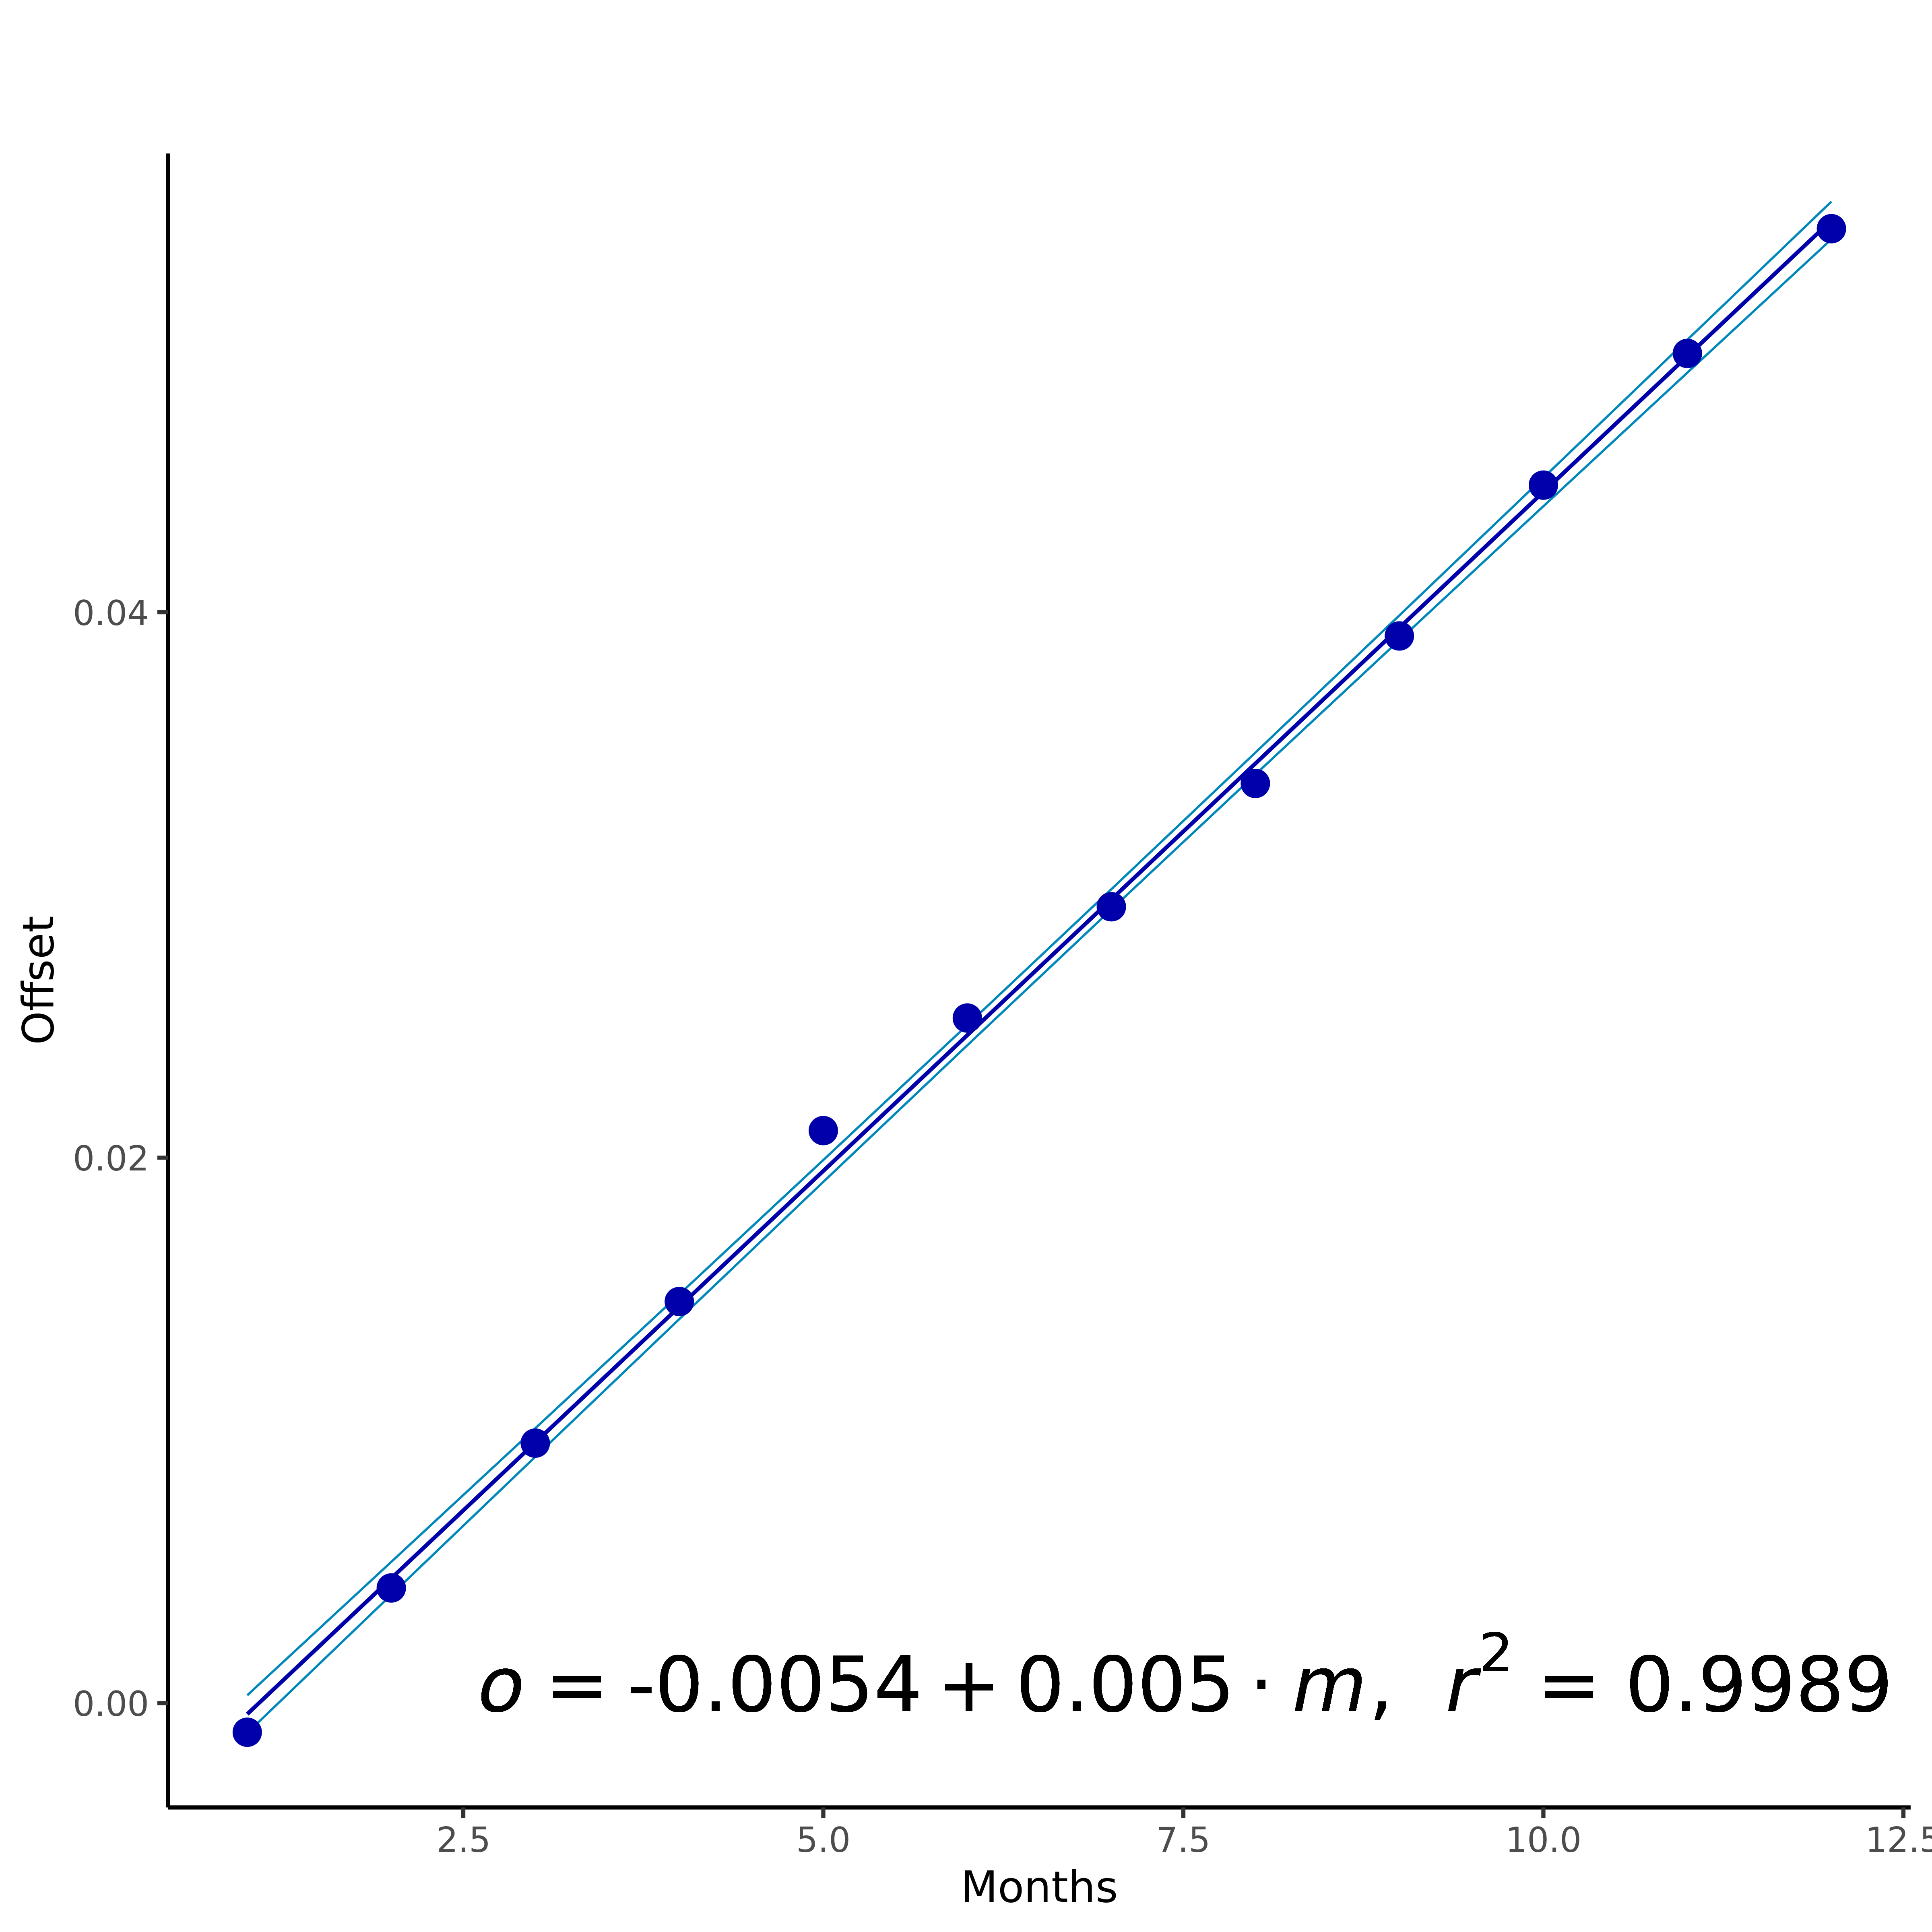 0.04
Offset
0.02
o = -0.0054 + 0.005 · m, r² = 0.9989
0.00
2.5 5.0 7.5 10.0 12.5
Months